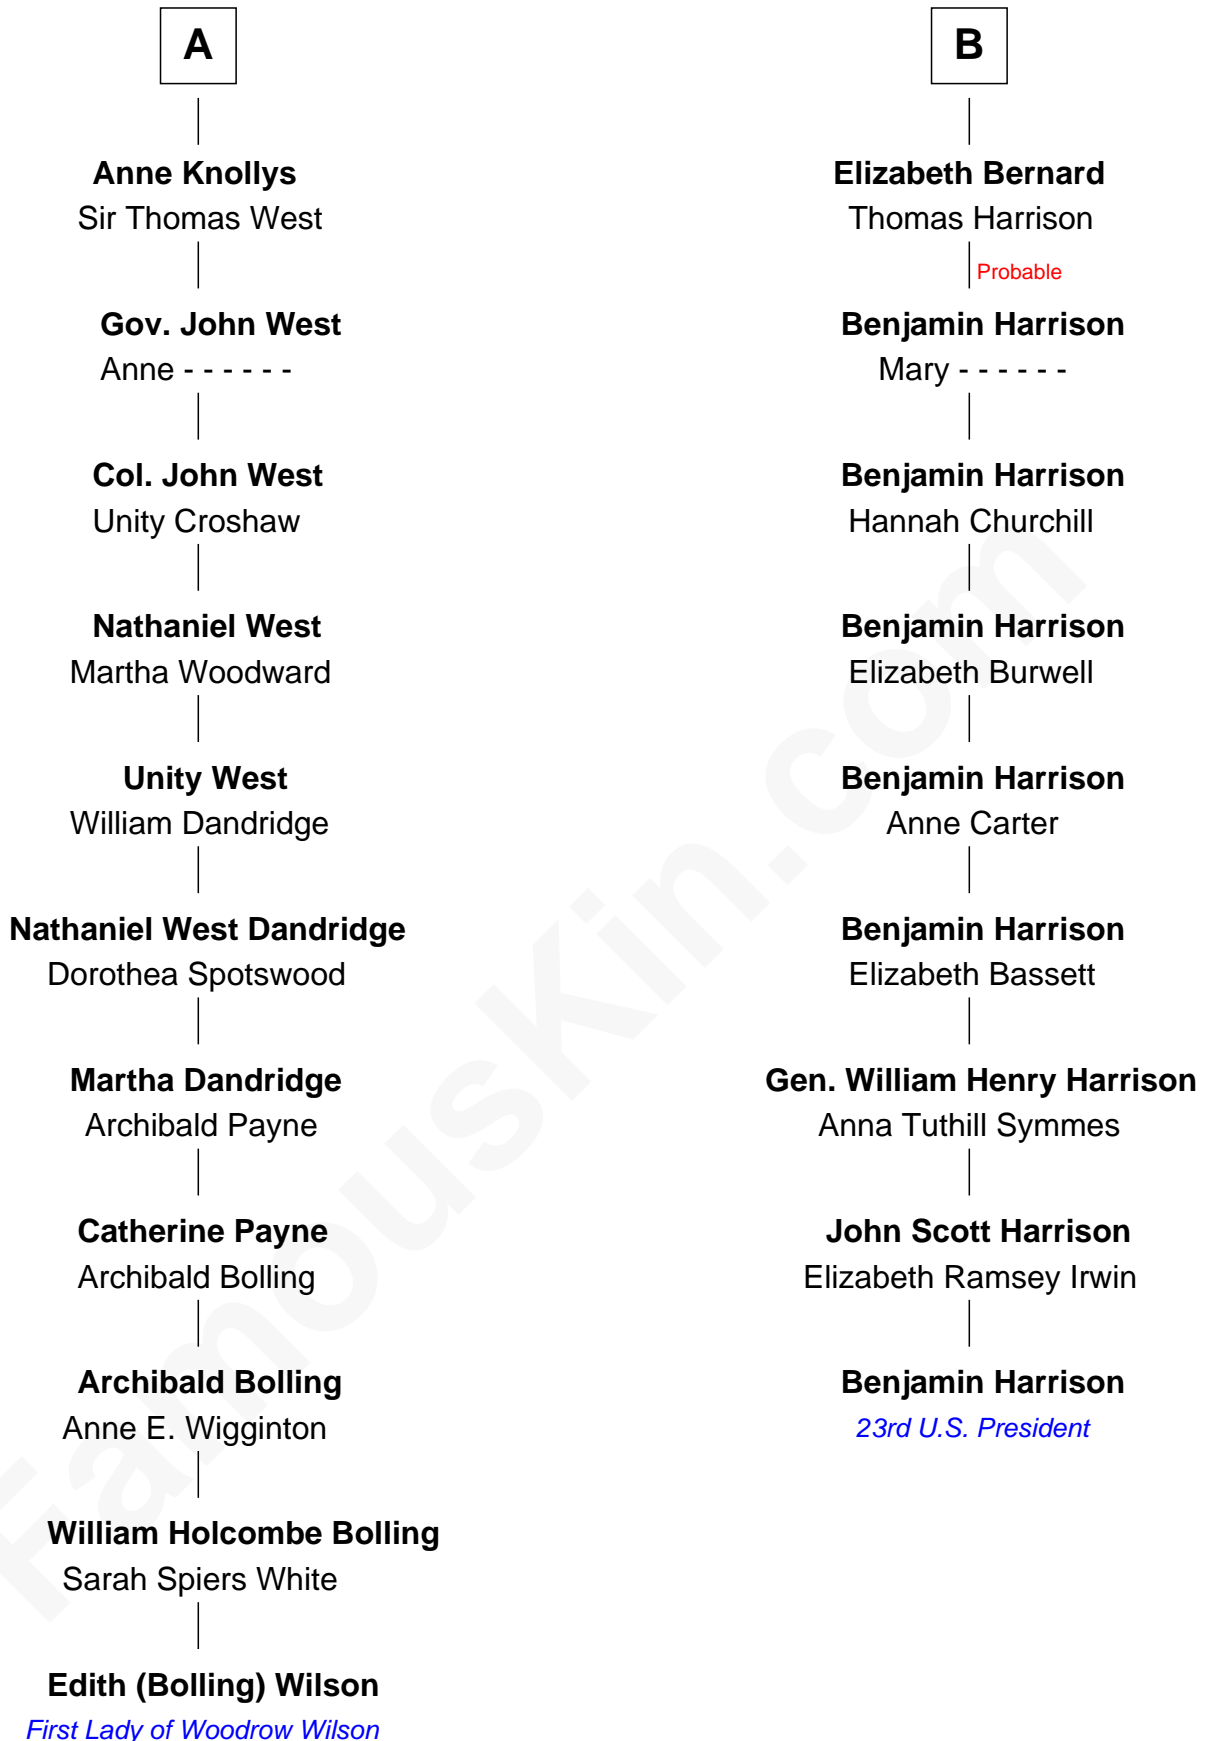 A
Anne Knollys
Sir Thomas West
Gov. John West
Anne - - - - - -
Col. John West
Unity Croshaw
Nathaniel West
Martha Woodward
Unity West
William Dandridge
Nathaniel West Dandridge
Dorothea Spotswood
Martha Dandridge
Archibald Payne
Catherine Payne
Archibald Bolling
Archibald Bolling
Anne E. Wigginton
William Holcombe Bolling
Sarah Spiers White
Edith (Bolling) Wilson
First Lady of Woodrow Wilson
B
Elizabeth Bernard
Thomas Harrison
Probable
Benjamin Harrison
Mary - - - - - -
Benjamin Harrison
Hannah Churchill
Benjamin Harrison
Elizabeth Burwell
Benjamin Harrison
Anne Carter
Benjamin Harrison
Elizabeth Bassett
Gen. William Henry Harrison
Anna Tuthill Symmes
John Scott Harrison
Elizabeth Ramsey Irwin
Benjamin Harrison
23rd U.S. President
FamousKin.com